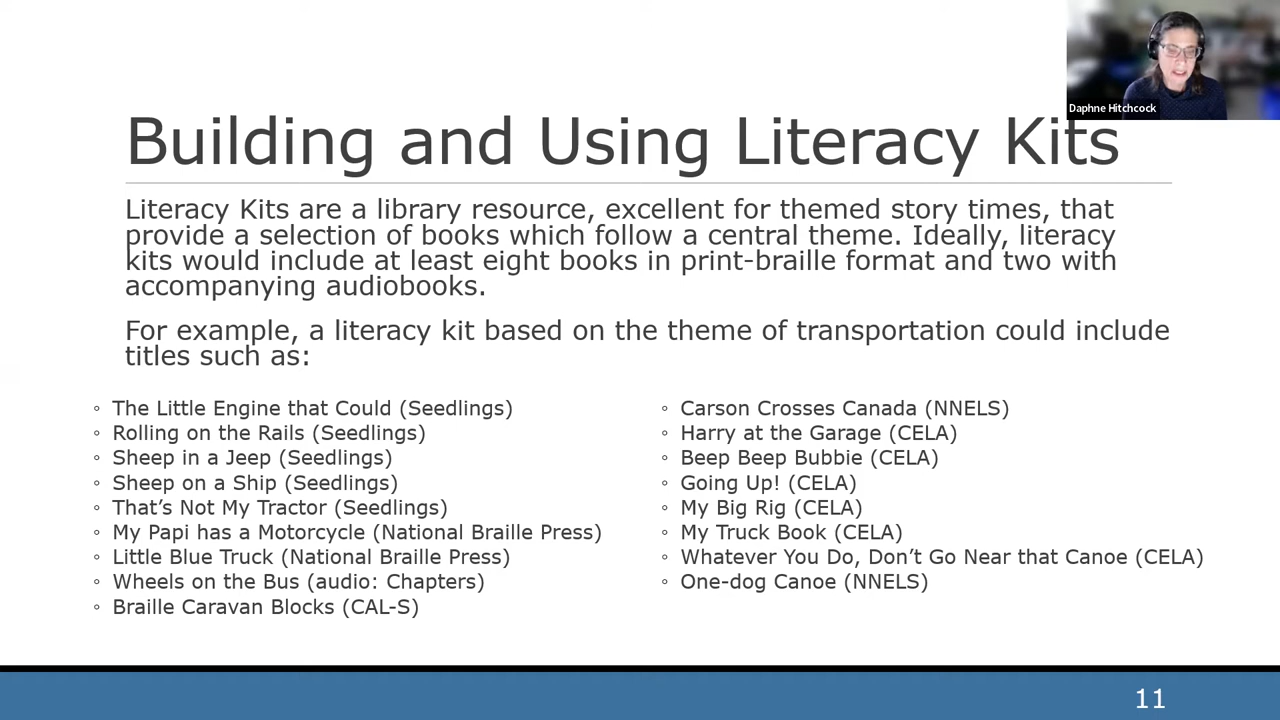 Daphne Hitchcock
Building and Using Literacy Kits
Literacy Kits are a library resource, excellent for themed story times, that
provide a selection of books which follow a central theme. Ideally, literacy
kits would include at least eight books in print-braille format and two with
accompanying audiobooks.
For example, a literacy kit based on the theme of transportation could include
titles such as:
◦ The Little Engine that Could (Seedlings)
◦ Rolling on the Rails (Seedlings)
◦ Sheep in a Jeep (Seedlings)
◦ Sheep on a Ship (Seedlings)
◦ That’s Not My Tractor (Seedlings)
◦ My Papi has a Motorcycle (National Braille Press)
◦ Little Blue Truck (National Braille Press)
◦ Wheels on the Bus (audio: Chapters)
◦ Braille Caravan Blocks (CAL-S)
◦ Carson Crosses Canada (NNELS)
◦ Harry at the Garage (CELA)
◦ Beep Beep Bubbie (CELA)
◦ Going Up! (CELA)
◦ My Big Rig (CELA)
◦ My Truck Book (CELA)
◦ Whatever You Do, Don’t Go Near that Canoe (CELA)
◦ One-dog Canoe (NNELS)
11